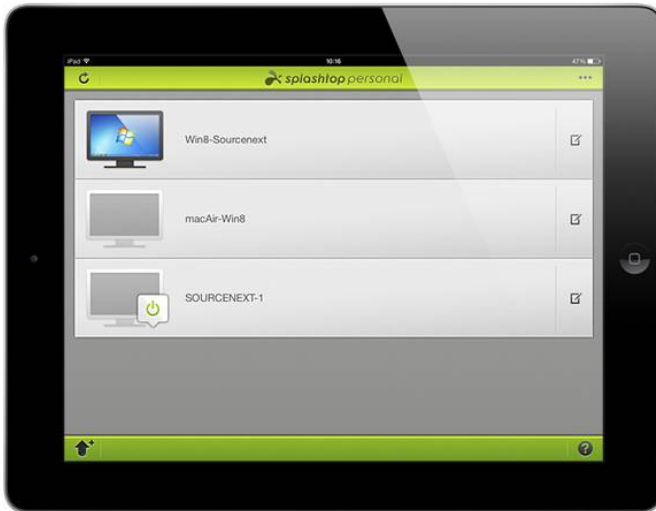 iPad 10:16 47%
splashtop personal
Win8-Sourcenext
macAir-Win8
SOURCENEXT-1
?